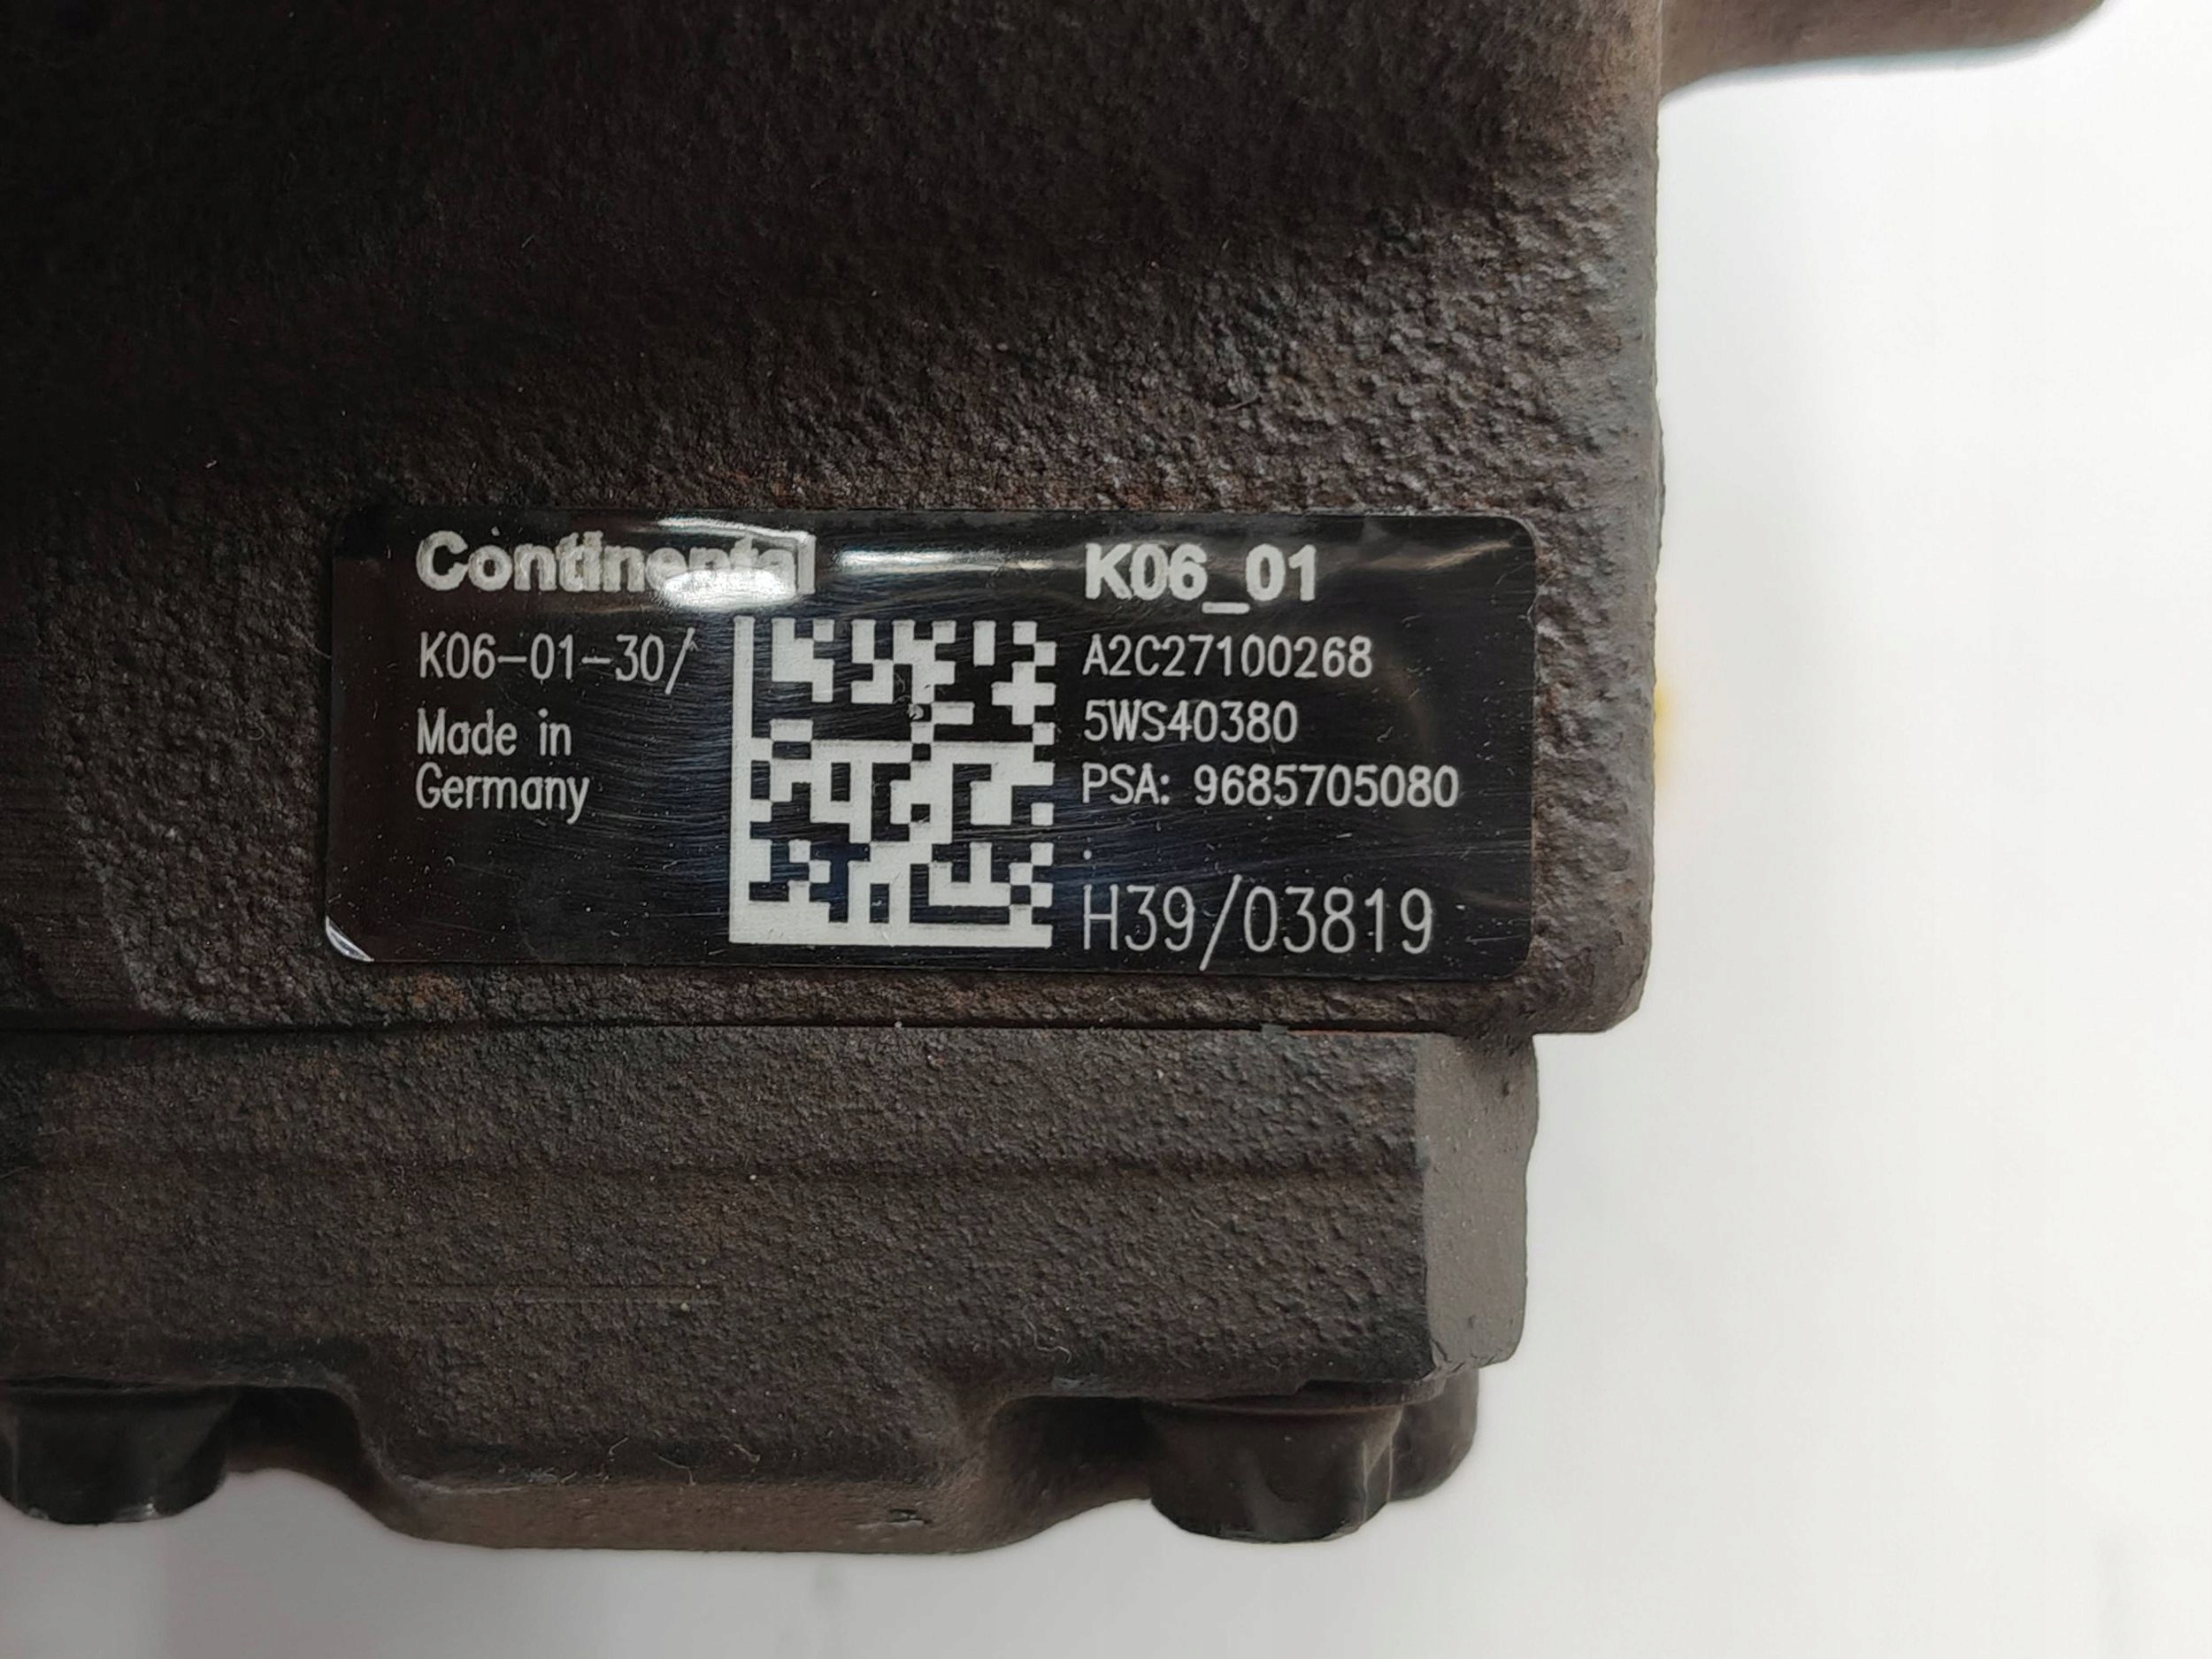 Continental
K06-01-30/
Made in
Germany
K06_01
A2C27100268
5WS40380
PSA: 9685705080
H39/03819